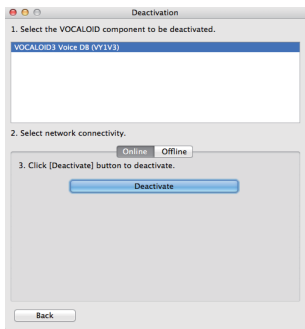 Deactivation
1. Select the VOCALOID component to be deactivated.
VOCALOID3 Voice DB (VY1V3)
2. Select network connectivity.
Online Offline
3. Click [Deactivate] button to deactivate.
Deactivate
Back